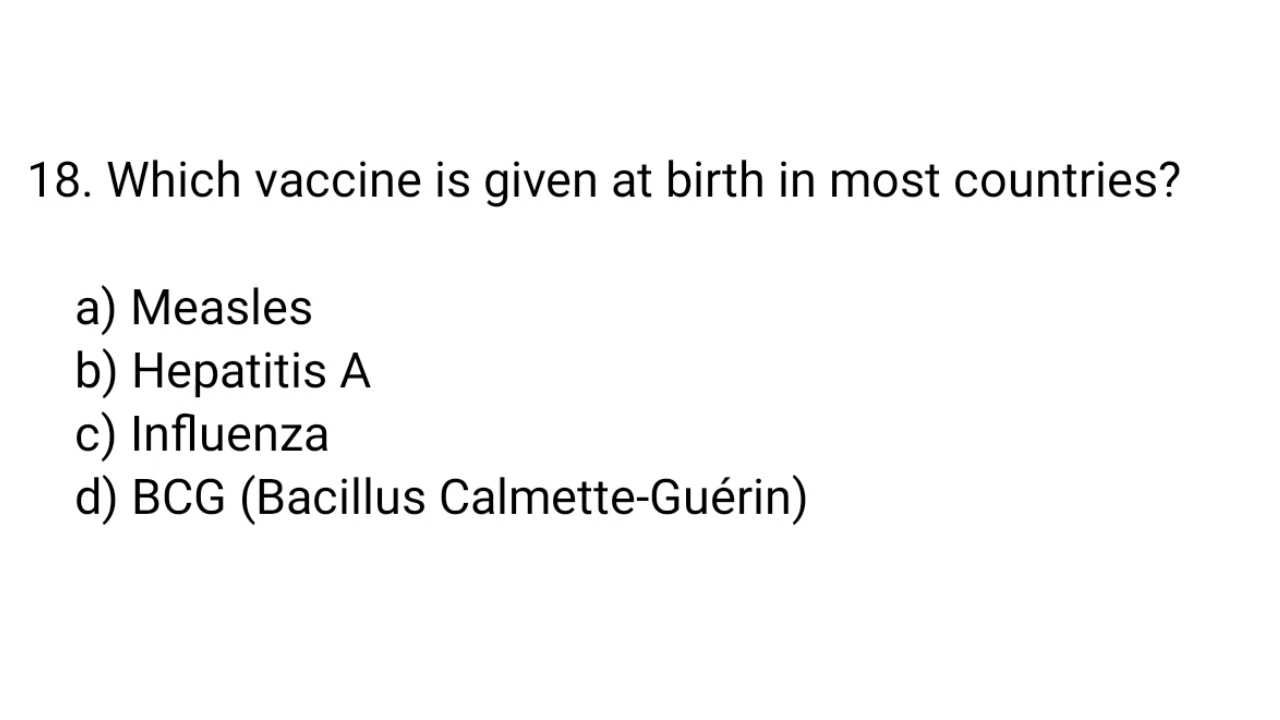 18. Which vaccine is given at birth in most countries?
a) Measles
b) Hepatitis A
c) Influenza
d) BCG (Bacillus Calmette-Guérin)